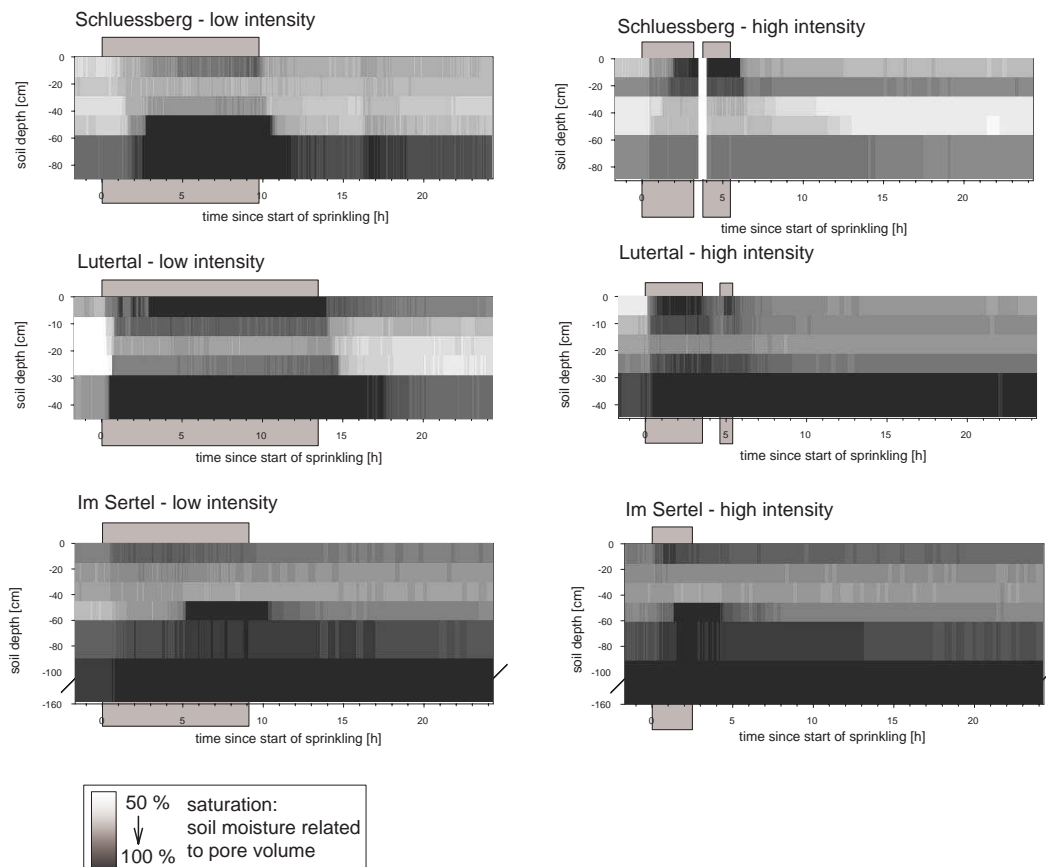 Schluessberg - low intensity
0
-20
-40
-60
-80
soil depth [cm]
0 5 10 15 20
time since start of sprinkling [h]
Schluessberg - high intensity
0
-20
-40
-60
-80
soil depth [cm]
0 5 10 15 20
time since start of sprinkling [h]
Lutertal - low intensity
0
-10
-20
-30
-40
soil depth [cm]
0 5 10 15 20
time since start of sprinkling [h]
Lutertal - high intensity
0
-10
-20
-30
-40
soil depth [cm]
0 5 10 15 20
time since start of sprinkling [h]
Im Sertel - low intensity
0
-20
-40
-60
-80
-100
-160
soil depth [cm]
0 5 10 15 20
time since start of sprinkling [h]
Im Sertel - high intensity
0
-20
-40
-60
-80
-100
-160
soil depth [cm]
0 5 10 15 20
time since start of sprinkling [h]
50 %
100 %
saturation:
soil moisture related
to pore volume